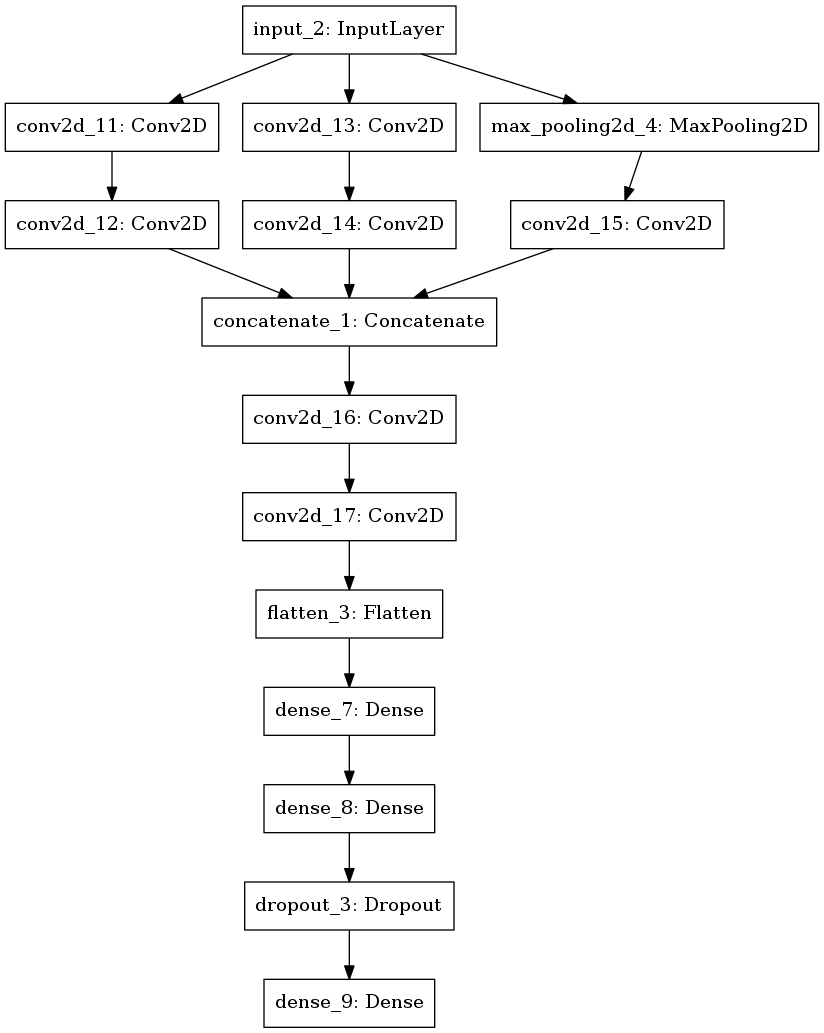 input_2: InputLayer
conv2d_11: Conv2D
conv2d_13: Conv2D
max_pooling2d_4: MaxPooling2D
conv2d_12: Conv2D
conv2d_14: Conv2D
conv2d_15: Conv2D
concatenate_1: Concatenate
conv2d_16: Conv2D
conv2d_17: Conv2D
flatten_3: Flatten
dense_7: Dense
dense_8: Dense
dropout_3: Dropout
dense_9: Dense